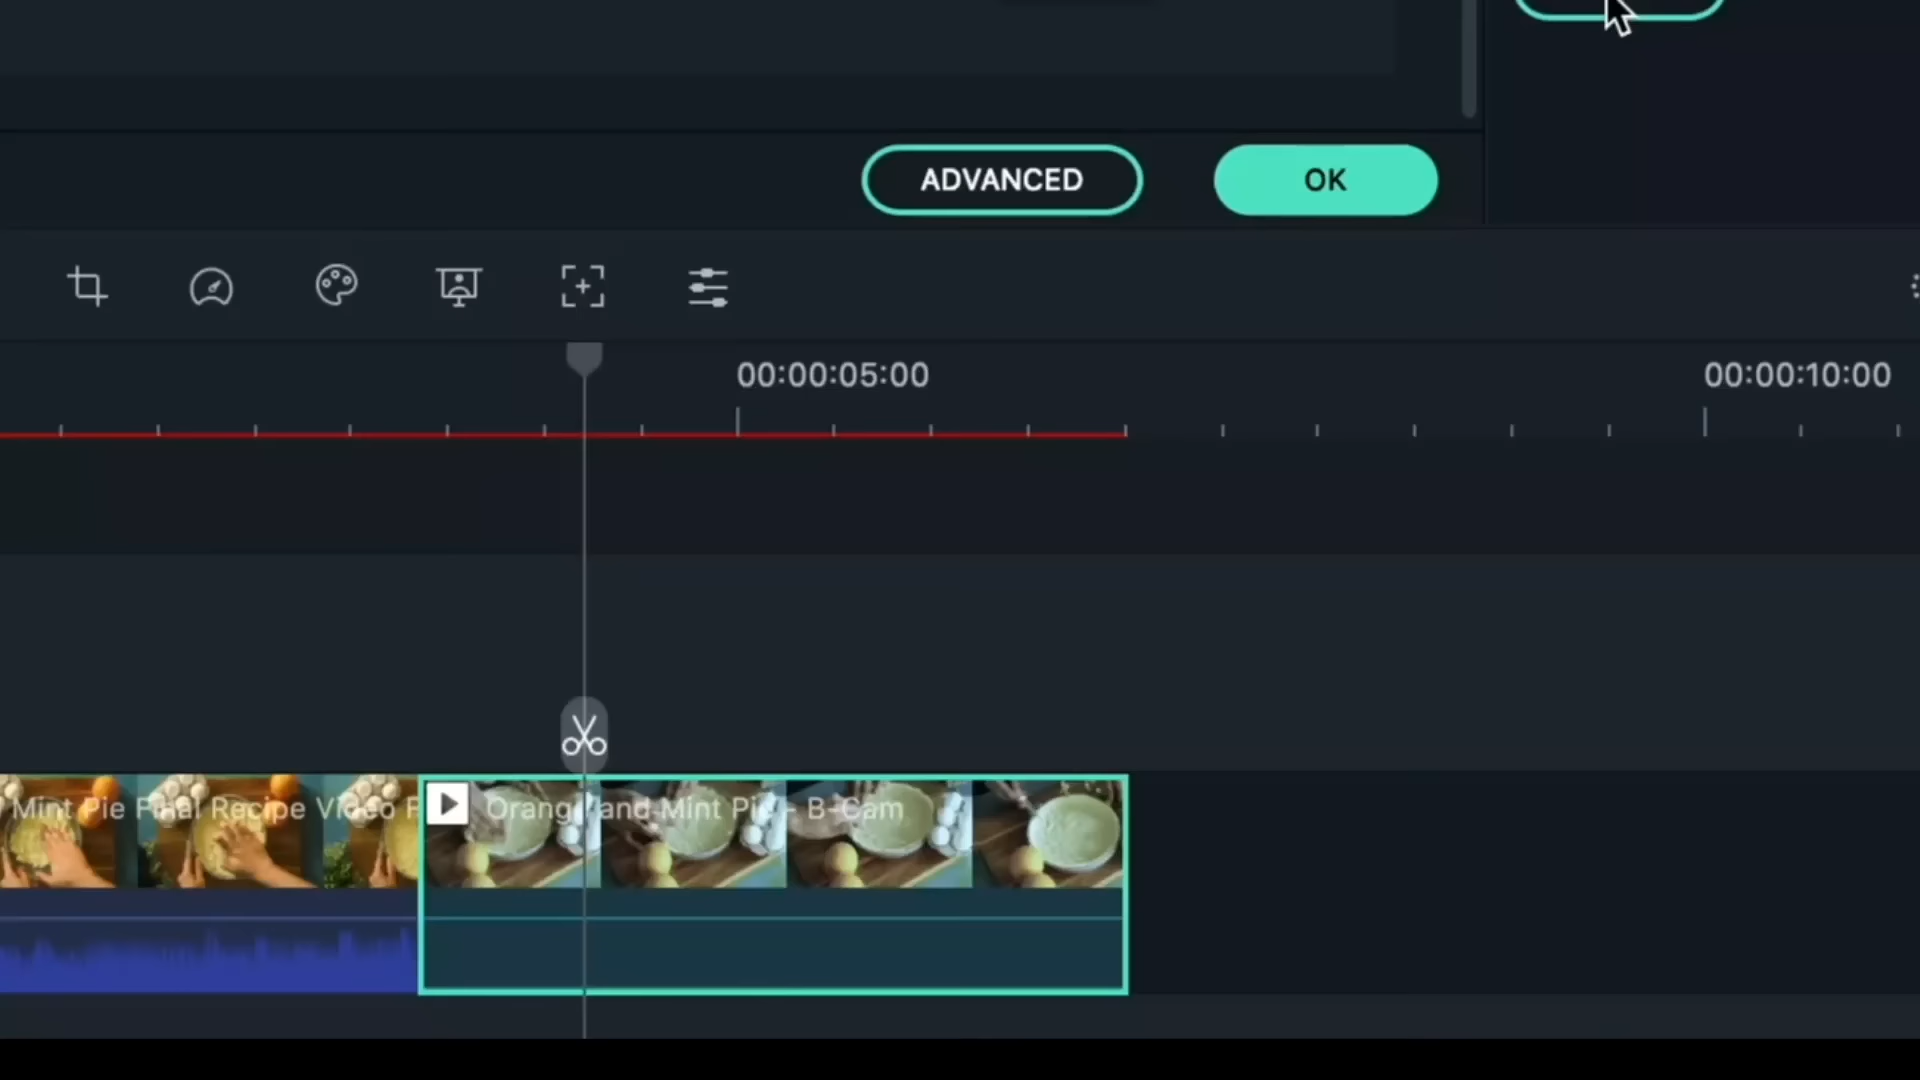 ADVANCED
OK
00:00:05:00
00:00:10:00
Mint Pie Final Recipe Video F
Orange and Mint Pie - B-Cam